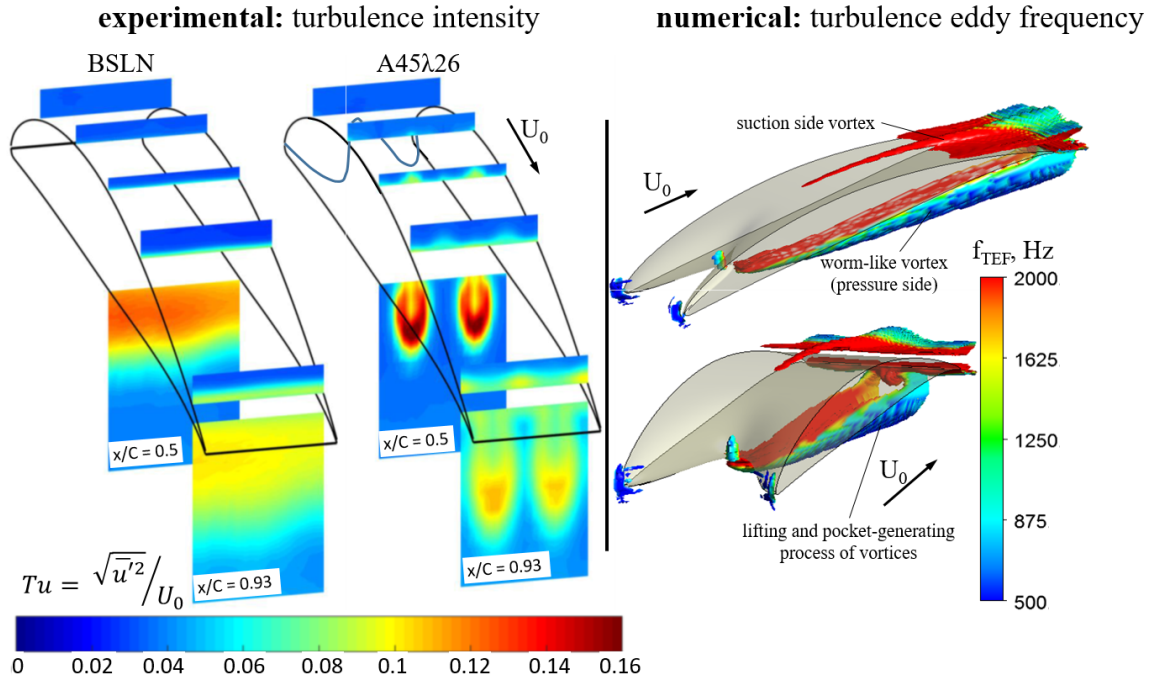 experimental: turbulence intensity
BSLN
A45λ26
U0
x/C = 0.5
x/C = 0.5
x/C = 0.93
x/C = 0.93
Tu = √u̅'² / U0
0 0.02 0.04 0.06 0.08 0.1 0.12 0.14 0.16
numerical: turbulence eddy frequency
suction side vortex
U0
worm-like vortex
(pressure side)
fTEF, Hz
2000
1625
1250
875
500
U0
lifting and pocket-generating
process of vortices